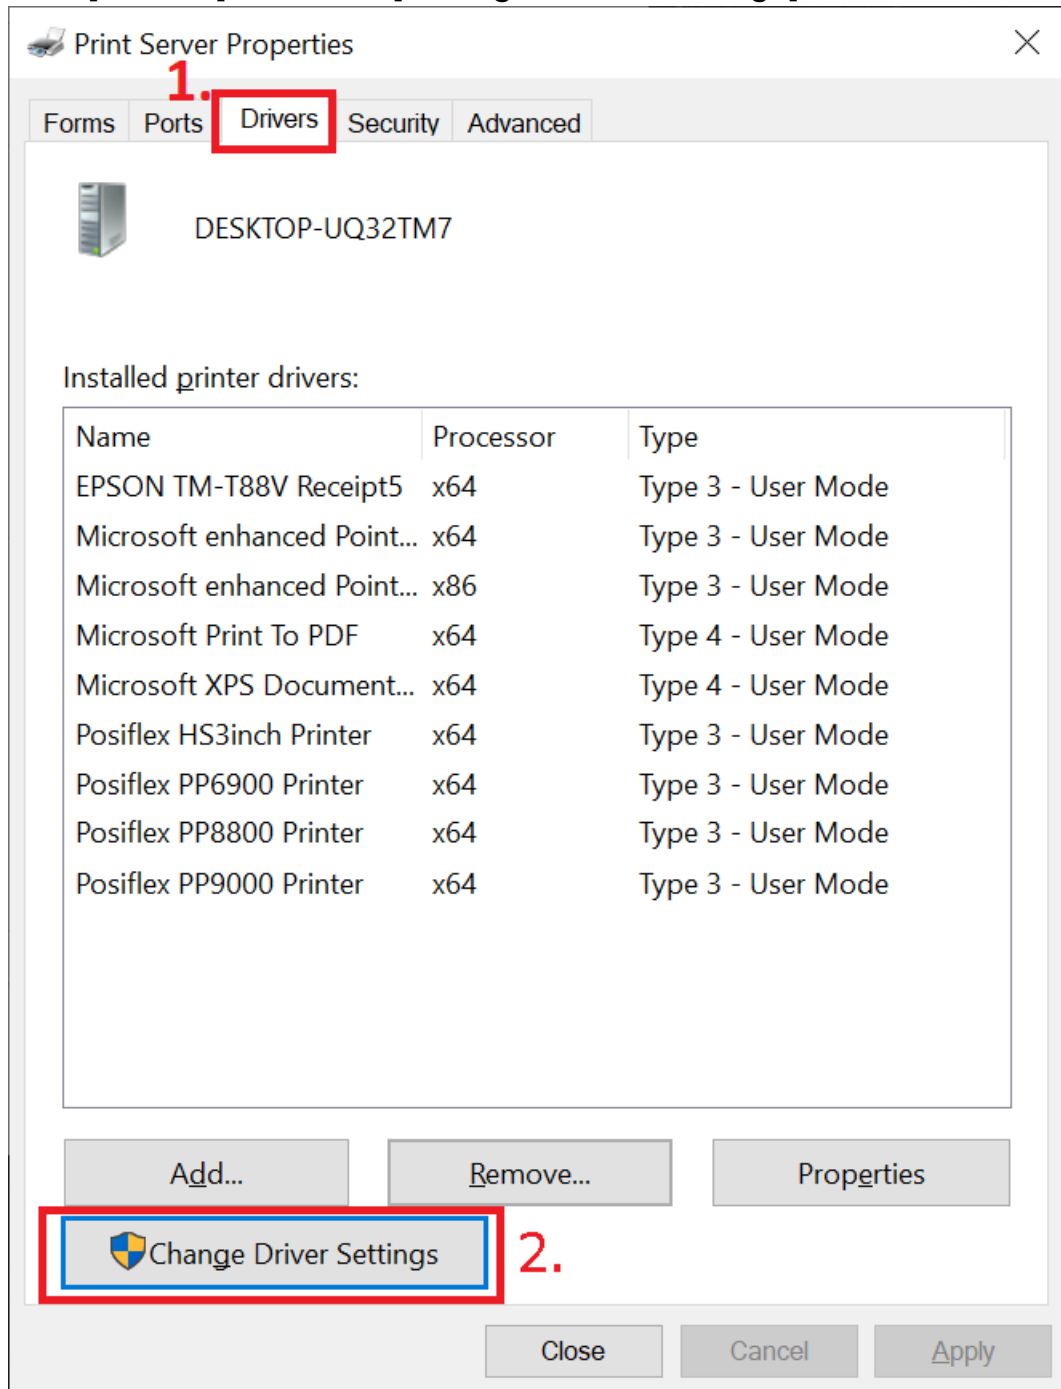 Print Server Properties
1.
Forms Ports Drivers Security Advanced
DESKTOP-UQ32TM7
Installed printer drivers:
Name Processor Type
EPSON TM-T88V Receipt5 x64 Type 3 - User Mode
Microsoft enhanced Point... x64 Type 3 - User Mode
Microsoft enhanced Point... x86 Type 3 - User Mode
Microsoft Print To PDF x64 Type 4 - User Mode
Microsoft XPS Document... x64 Type 4 - User Mode
Posiflex HS3inch Printer x64 Type 3 - User Mode
Posiflex PP6900 Printer x64 Type 3 - User Mode
Posiflex PP8800 Printer x64 Type 3 - User Mode
Posiflex PP9000 Printer x64 Type 3 - User Mode
Add... Remove... Properties
Change Driver Settings 2.
Close Cancel Apply